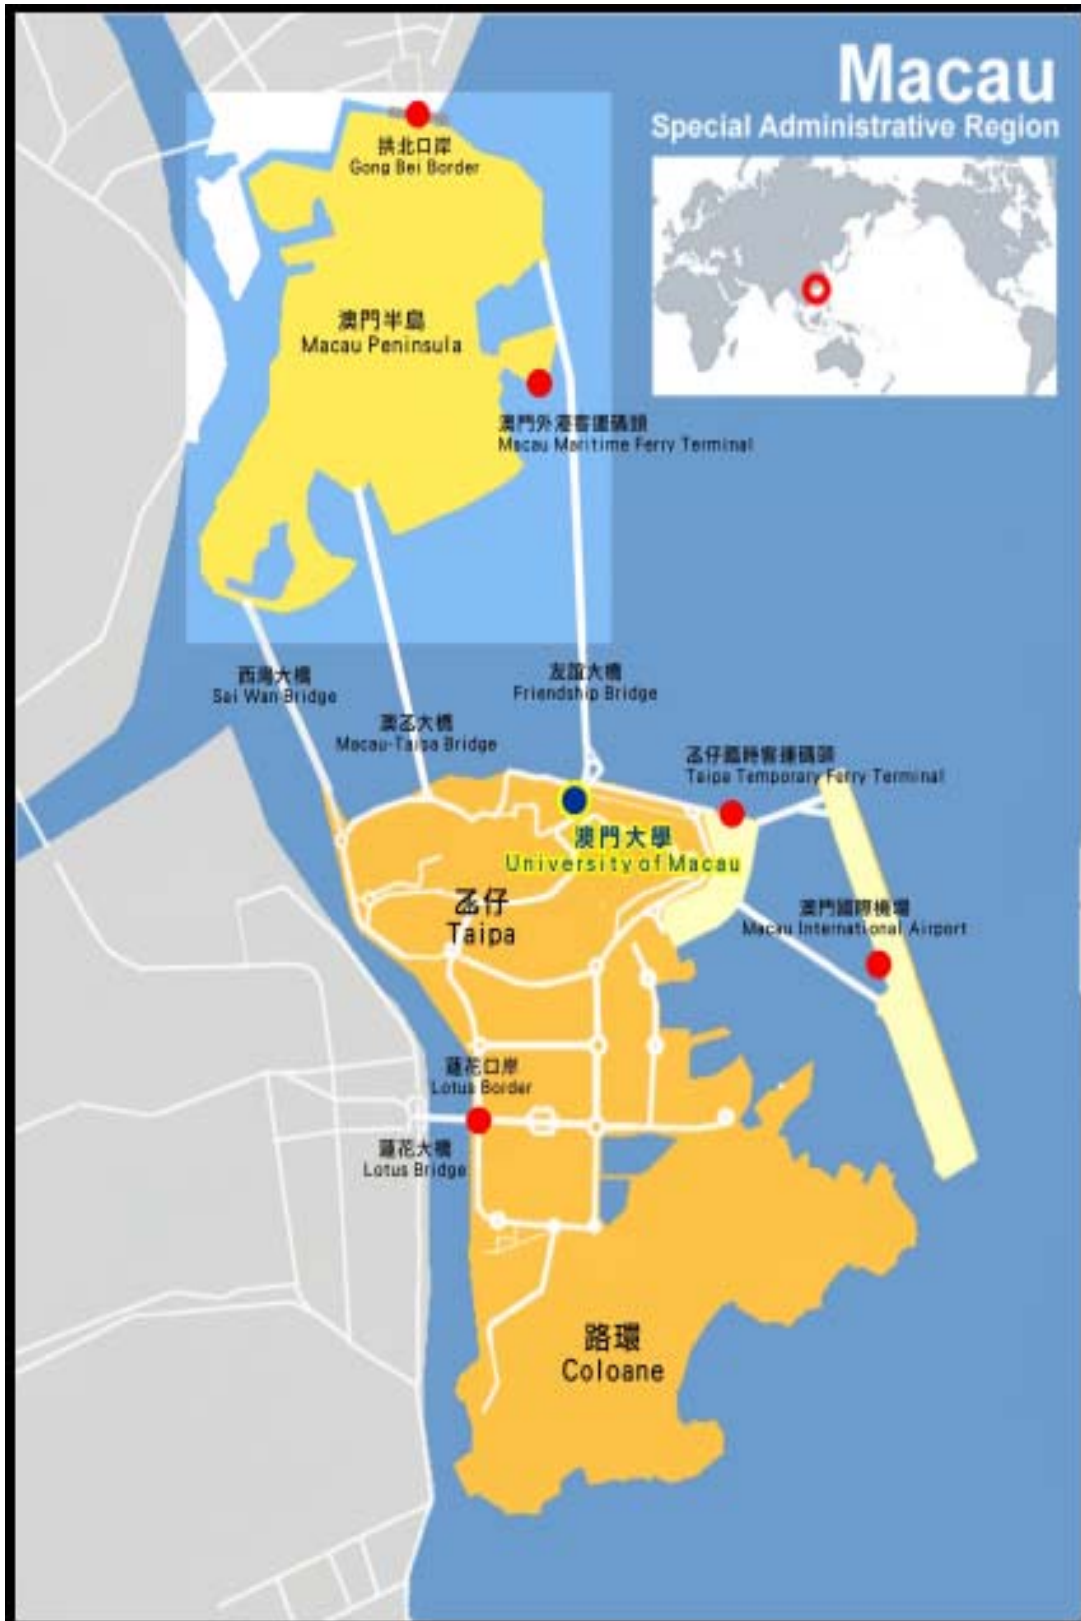 Macau
Special Administrative Region
拱北口岸
Gong Bei Border
澳門半島
Macau Peninsula
澳門外港客運碼頭
Macau Maritime Ferry Terminal
西灣大橋
Sai Wan Bridge
澳氹大橋
Macau-Taipa Bridge
友誼大橋
Friendship Bridge
氹仔臨時客運碼頭
Taipa Temporary Ferry Terminal
澳門大學
University of Macau
氹仔
Taipa
澳門國際機場
Macau International Airport
蓮花口岸
Lotus Border
蓮花大橋
Lotus Bridge
路環
Coloane